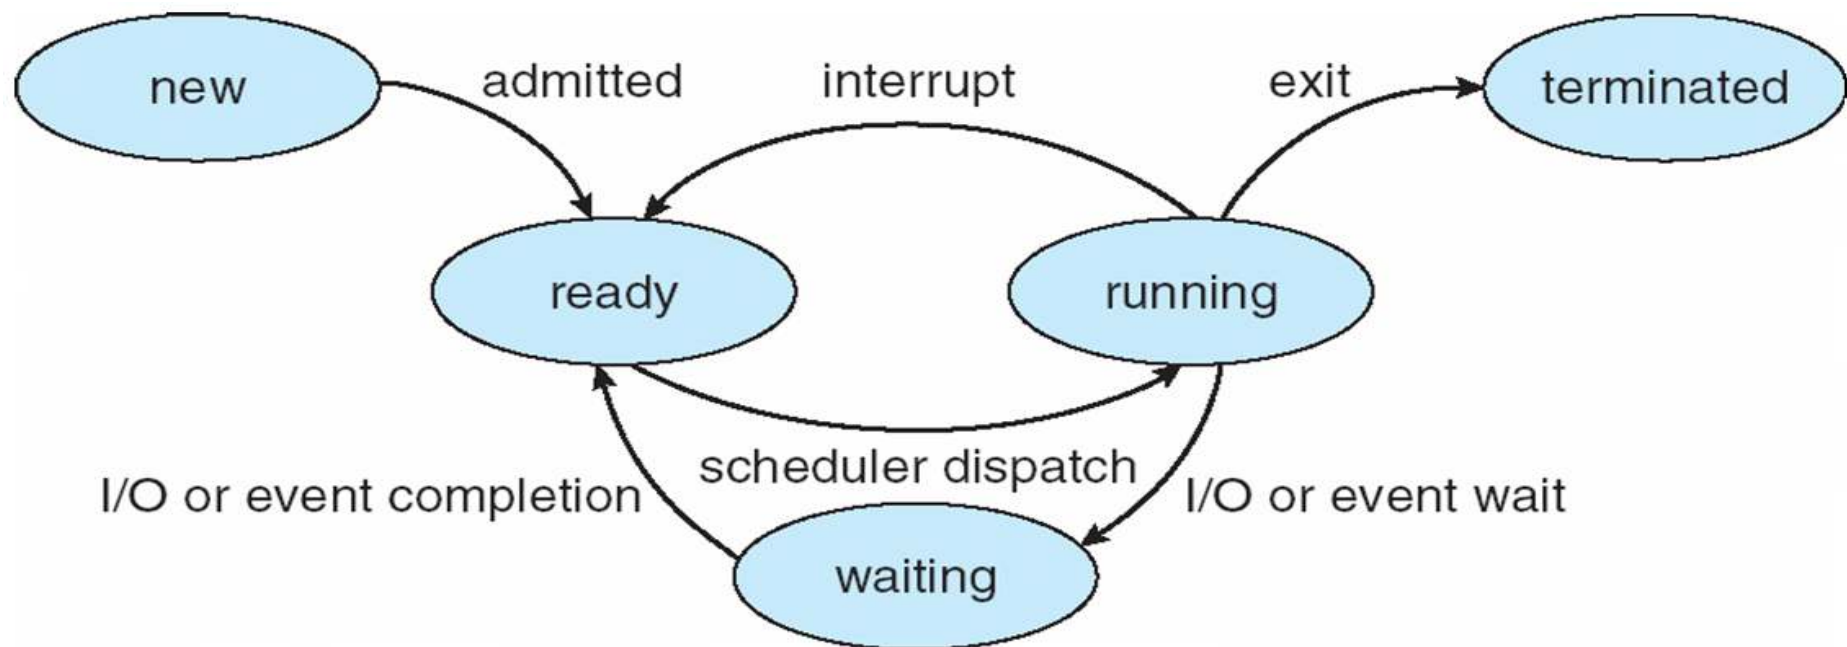 new
admitted
interrupt
exit
terminated
ready
running
scheduler dispatch
I/O or event completion
I/O or event wait
waiting